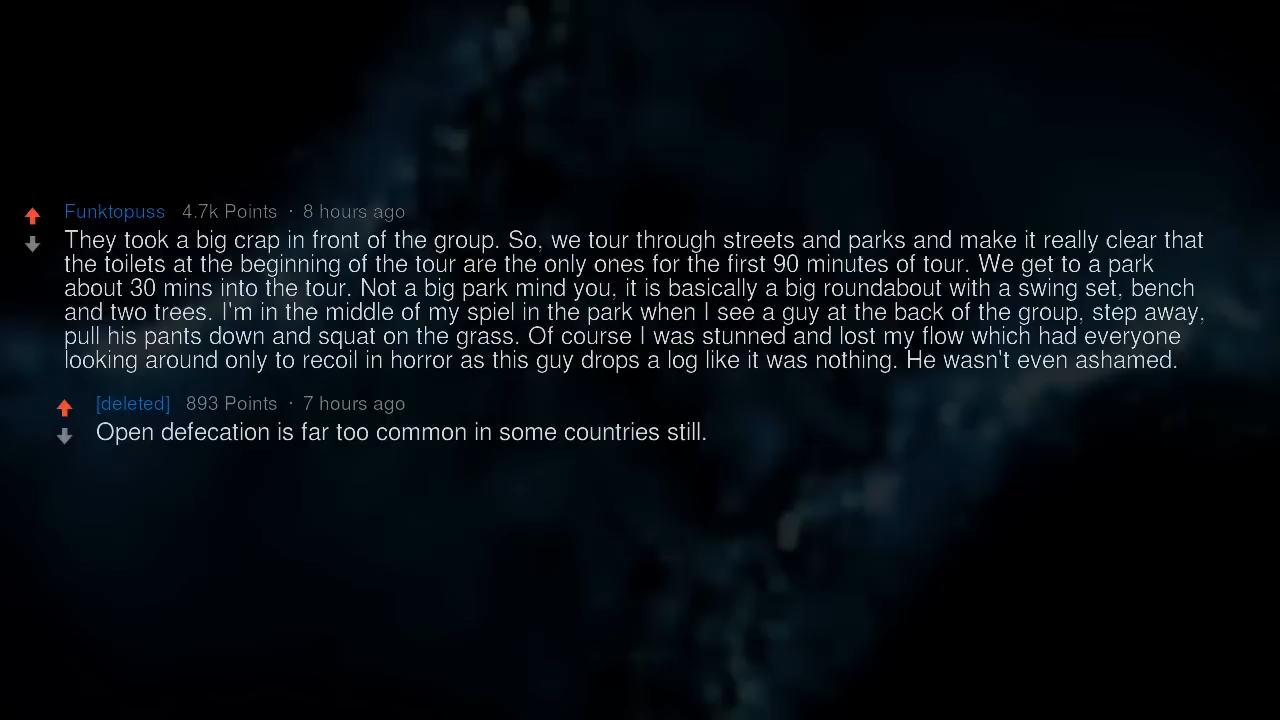 Funktopuss 4.7k Points · 8 hours ago
They took a big crap in front of the group. So, we tour through streets and parks and make it really clear that
the toilets at the beginning of the tour are the only ones for the first 90 minutes of tour. We get to a park
about 30 mins into the tour. Not a big park mind you, it is basically a big roundabout with a swing set, bench
and two trees. I'm in the middle of my spiel in the park when I see a guy at the back of the group, step away,
pull his pants down and squat on the grass. Of course I was stunned and lost my flow which had everyone
looking around only to recoil in horror as this guy drops a log like it was nothing. He wasn't even ashamed.
[deleted] 893 Points · 7 hours ago
Open defecation is far too common in some countries still.